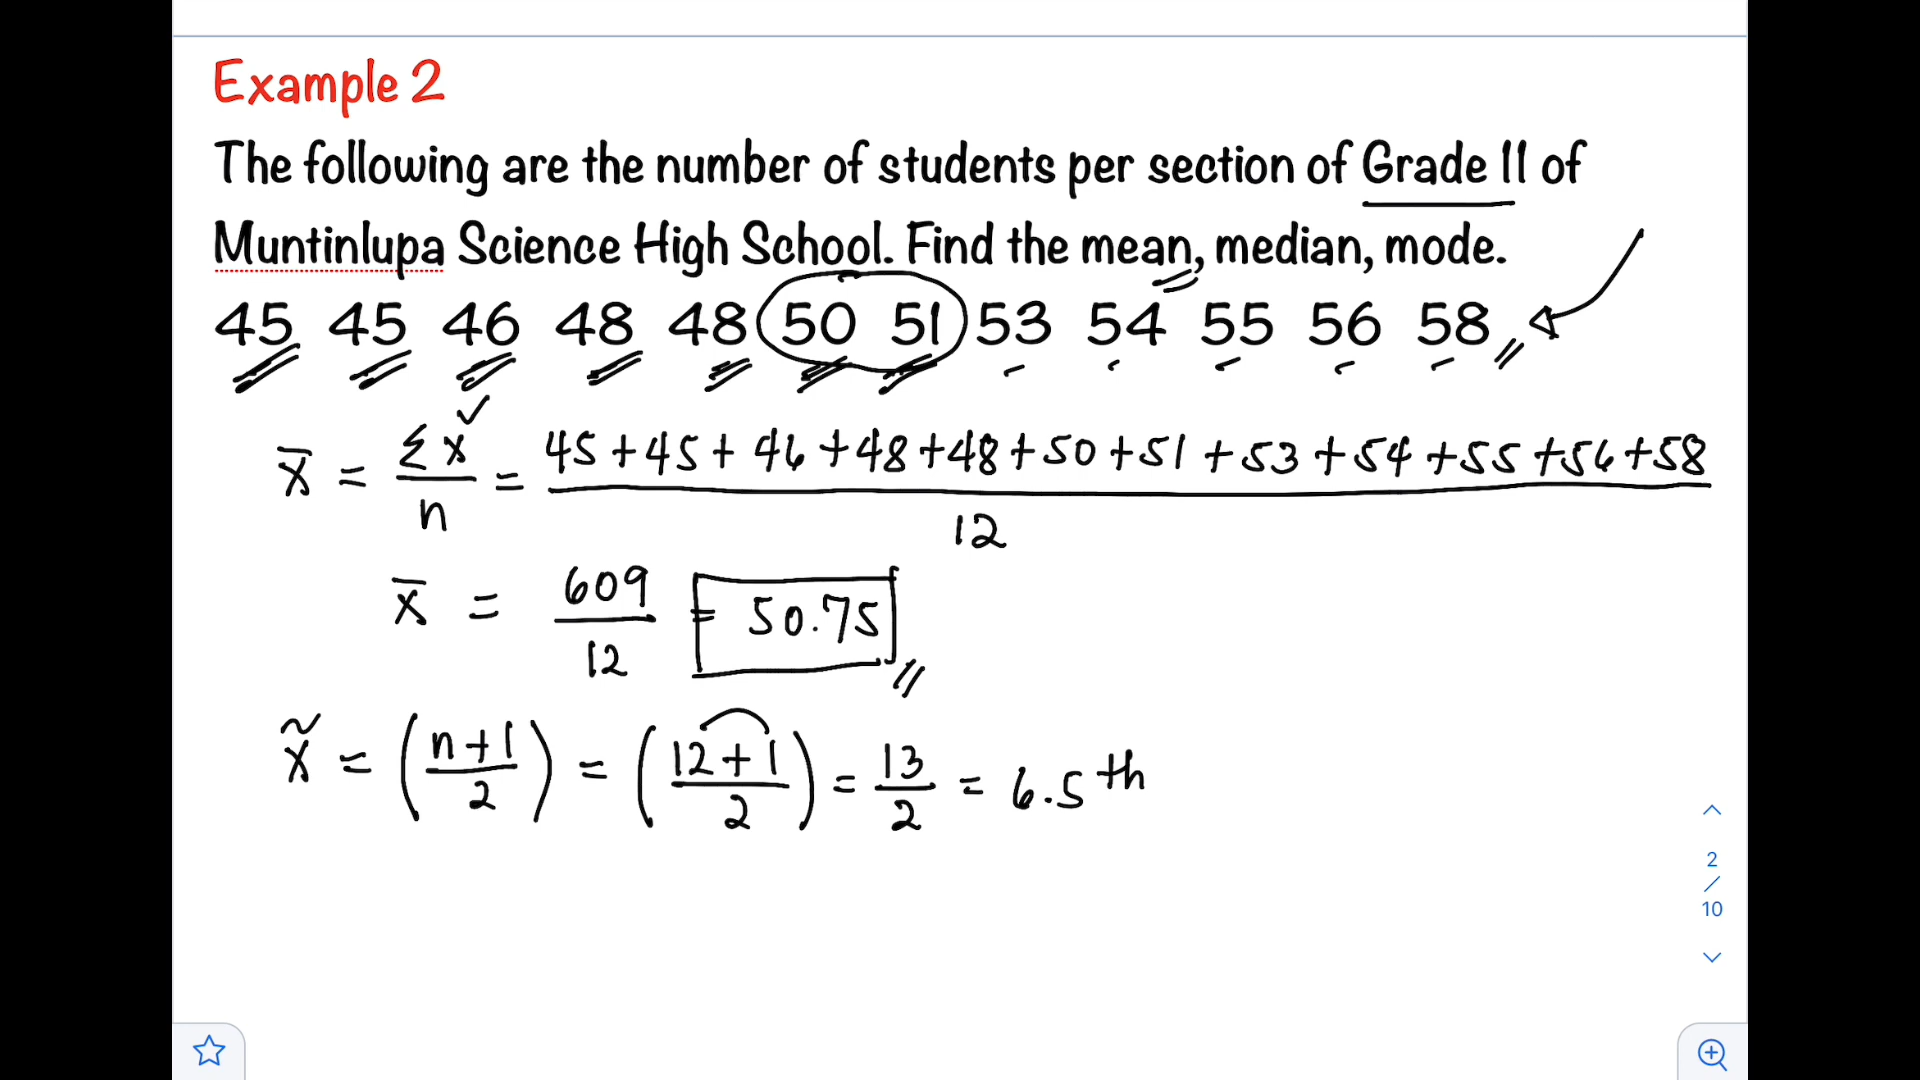 Example 2
The following are the number of students per section of Grade 11 of
Muntinlupa Science High School. Find the mean, median, mode.
45 45 46 48 48 50 51 53 54 55 56 58
x̄ = Σx/n = 45+45+46+48+48+50+51+53+54+55+56+58/12
x̄ = 609/12 = 50.75
x̃ = (n+1/2) = (12+1/2) = 13/2 = 6.5th
2
/
10